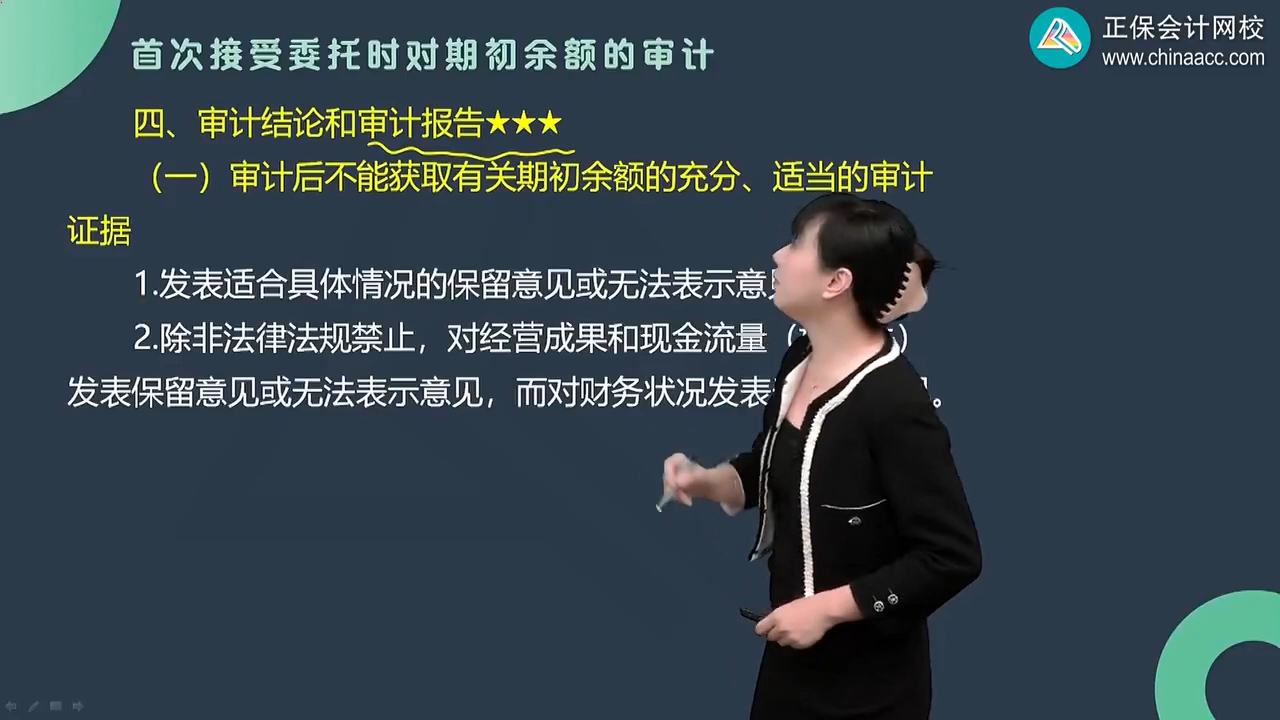 首次接受委托时对期初余额的审计
正保会计网校
www.chinaacc.com
四、审计结论和审计报告★★★
（一）审计后不能获取有关期初余额的充分、适当的审计
证据
1.发表适合具体情况的保留意见或无法表示意
2.除非法律法规禁止，对经营成果和现金流量（ ）
发表保留意见或无法表示意见，而对财务状况发表 。